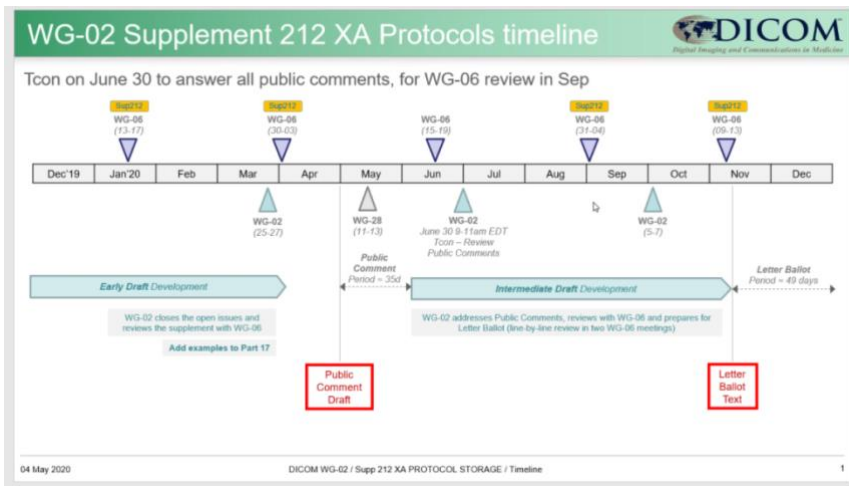 WG-02 Supplement 212 XA Protocols timeline
DICOM
Digital Imaging and Communications in Medicine
Tcon on June 30 to answer all public comments, for WG-06 review in Sep
Sup212
WG-06
(13-17)
Sup212
WG-06
(30-03)
WG-06
(15-19)
Sup212
WG-06
(31-04)
Sup212
WG-06
(09-13)
Dec'19 Jan'20 Feb Mar Apr May Jun Jul Aug Sep Oct Nov Dec
WG-02
(25-27)
WG-28
(11-13)
WG-02
June 30 9-11am EDT
Tcon – Review
Public Comments
WG-02
(5-7)
Public
Comment
Period = 35d
Letter Ballot
Period = 49 days
Early Draft Development
Intermediate Draft Development
WG-02 closes the open issues and
reviews the supplement with WG-06
Add examples to Part 17
WG-02 addresses Public Comments, reviews with WG-06 and prepares for
Letter Ballot (line-by-line review in two WG-06 meetings)
Public
Comment
Draft
Letter
Ballot
Text
04 May 2020
DICOM WG-02 / Supp 212 XA PROTOCOL STORAGE / Timeline
1